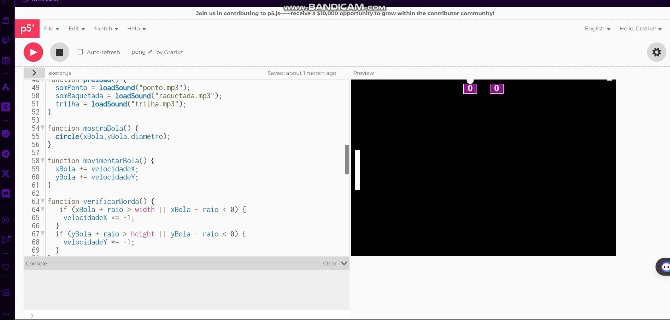 www.BANDICAM.com
Join us in contributing to p5.js——receive a $10,000 opportunity to grow within the contributor community!
p5*
File Edit Sketch Help
English Hello, Grazirat!
Auto-refresh pong by Grazirat
sketch.js Saved: about 1 month ago Preview
48 function preload() {
49 somPonto = loadSound("ponto.mp3");
50 somRaquetada = loadSound("raquetada.mp3");
51 trilha = loadSound("trilha.mp3");
52 }
53
54 function mostraBola() {
55 circle(xBola,yBola,diametro);
56 }
57
58 function movimentarBola() {
59 xBola += velocidadeX;
60 yBola += velocidadeY;
61 }
62
63 function verificarBorda() {
64 if (xBola + raio > width || xBola - raio < 0) {
65 velocidadeX *= -1;
66 }
67 if (yBola + raio > height || yBola - raio < 0) {
68 velocidadeY *= -1;
69 }
0 0
Console Clear